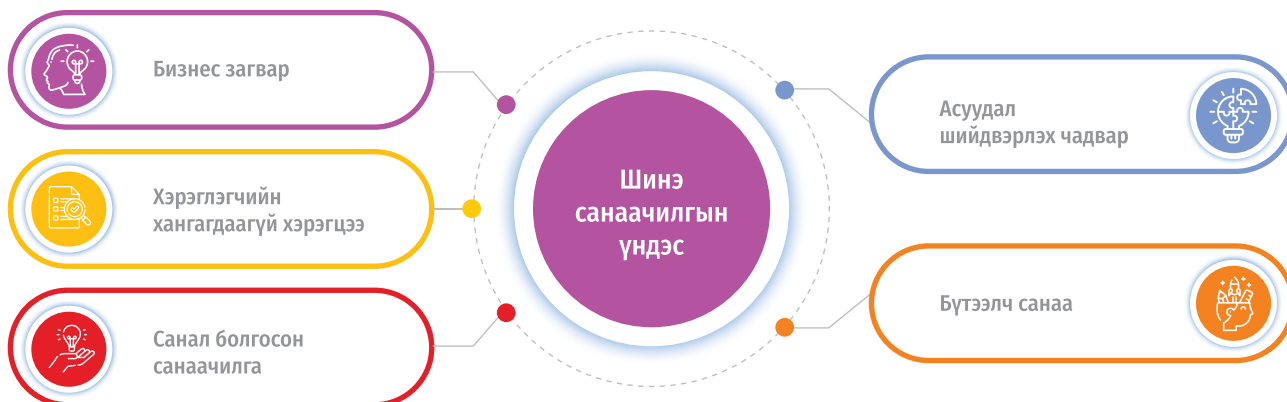 Бизнес загвар
Хэрэглэгчийн
хангагдаагүй хэрэгцээ
Санал болгосон
санаачилга
Шинэ
санаачилгын
үндэс
Асуудал
шийдвэрлэх чадвар
Бүтээлч санаа